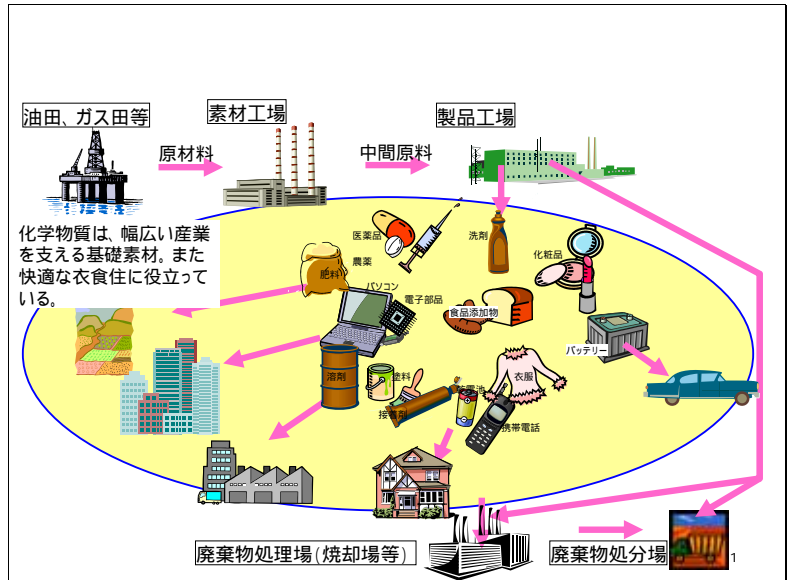 油田、ガス田等
素材工場
製品工場
原材料
中間原料
化学物質は、幅広い産業
を支える基礎素材。また
快適な衣食住に役立って
いる。
医薬品
農薬
肥料
洗剤
化粧品
パソコン
電子部品
食品添加物
バッテリー
溶剤
塗料
接着剤
乾電池
衣服
携帯電話
廃棄物処理場(焼却場等)
廃棄物処分場
1